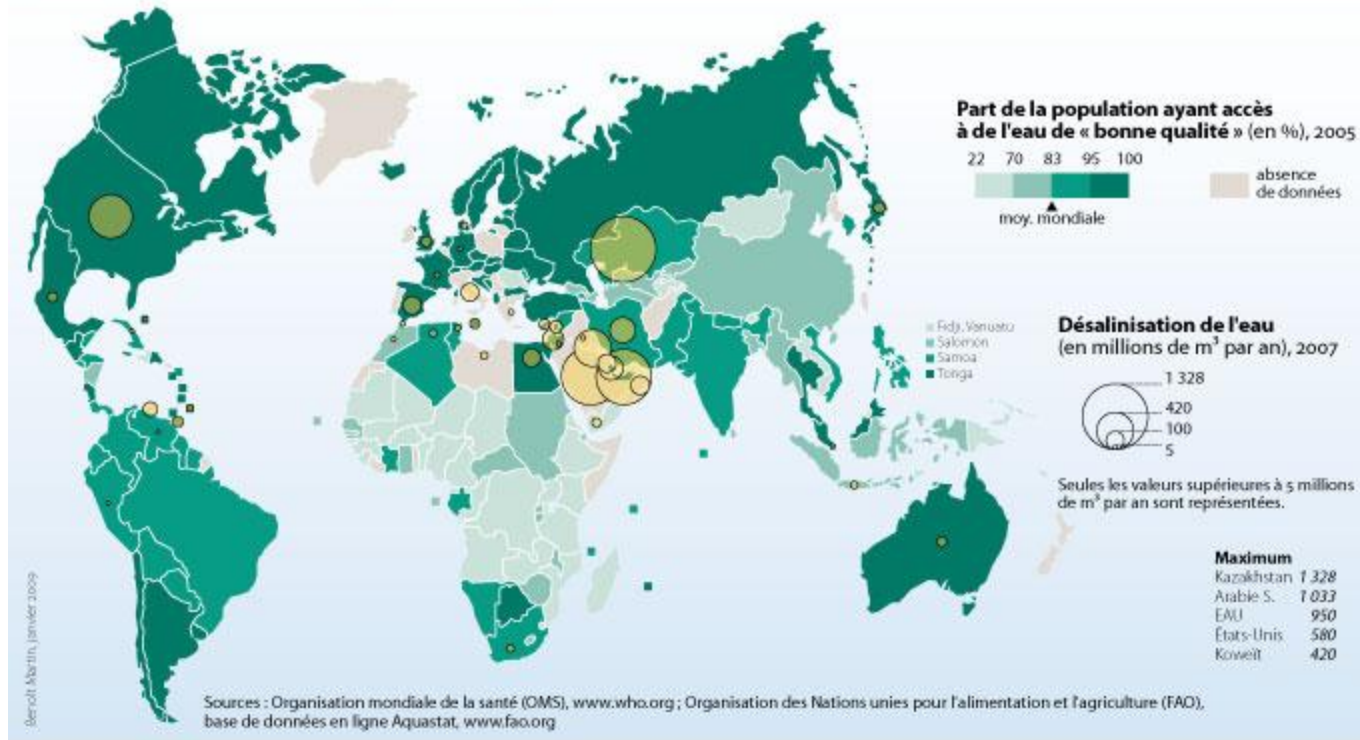 Part de la population ayant accès
à de l'eau de « bonne qualité » (en %), 2005
22 70 83 95 100
absence
de données
moy. mondiale
Fidji, Vanuatu
Salomon
Samoa
Tonga
Désalinisation de l'eau
(en millions de m³ par an), 2007
1 328
420
100
5
Seules les valeurs supérieures à 5 millions
de m³ par an sont représentées.
Maximum
Kazakhstan 1 328
Arabie S. 1 033
EAU 950
États-Unis 580
Koweït 420
Benoît Martin, janvier 2009
Sources : Organisation mondiale de la santé (OMS), www.who.org ; Organisation des Nations unies pour l'alimentation et l'agriculture (FAO),
base de données en ligne Aquastat, www.fao.org